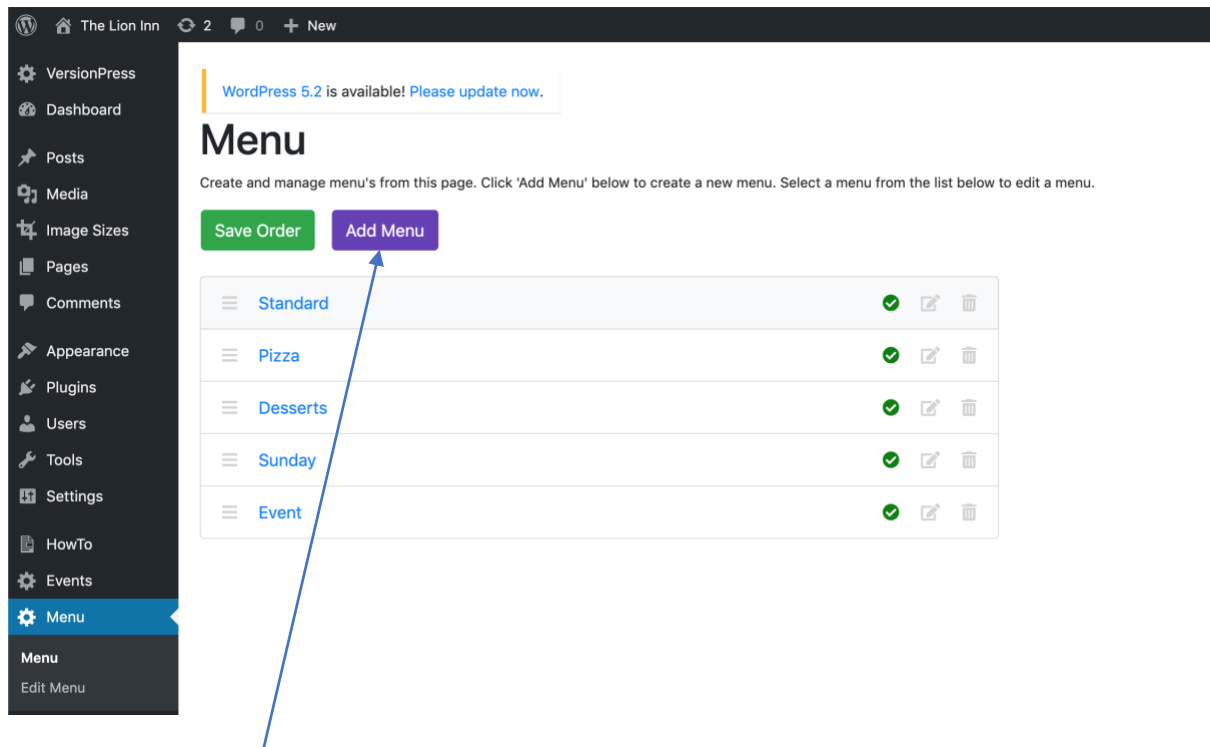 The Lion Inn 2 0 New
VersionPress
Dashboard
Posts
Media
Image Sizes
Pages
Comments
Appearance
Plugins
Users
Tools
Settings
HowTo
Events
Menu
Menu
Edit Menu
WordPress 5.2 is available! Please update now.
Menu
Create and manage menu's from this page. Click 'Add Menu' below to create a new menu. Select a menu from the list below to edit a menu.
Save Order Add Menu
Standard
Pizza
Desserts
Sunday
Event